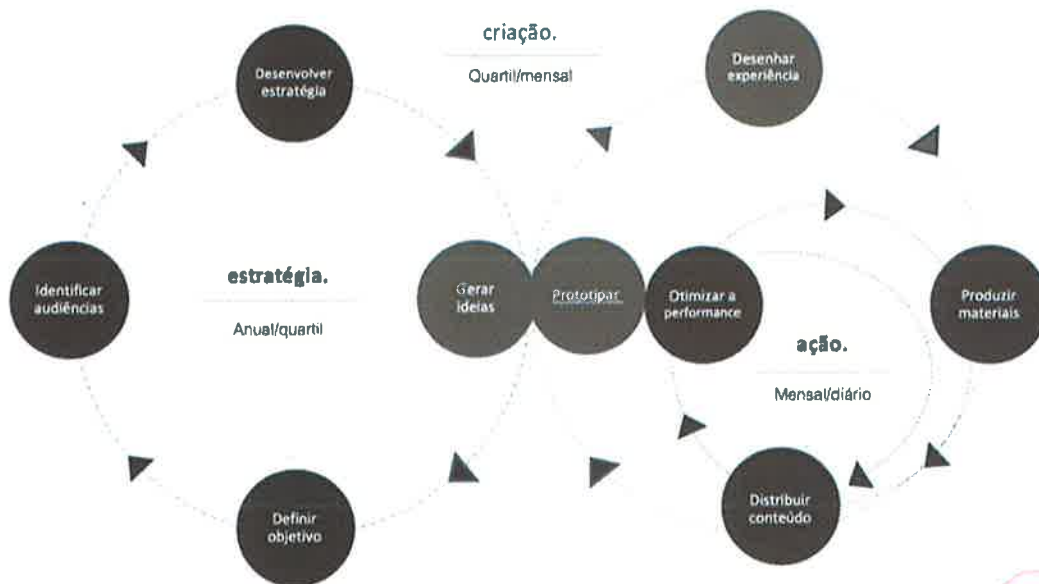 criação.
Quartil/mensal
Desenvolver
estratégia
Desenhar
experiência
Identificar
audiências
estratégia.
Anual/quartil
Gerar
ideias
Prototipar
Otimizar a
performance
Produzir
materiais
ação.
Mensal/diário
Definir
objetivo
Distribuir
conteúdo